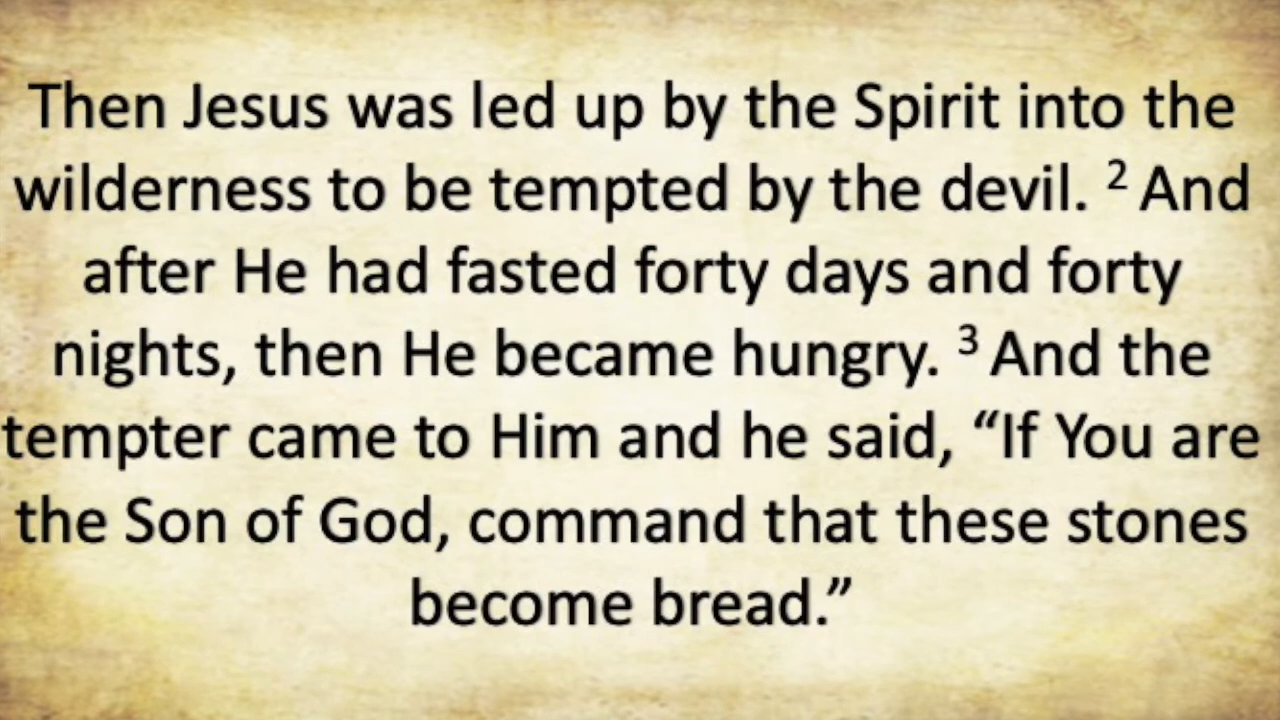 Then Jesus was led up by the Spirit into the
wilderness to be tempted by the devil. ² And
after He had fasted forty days and forty
nights, then He became hungry. ³ And the
tempter came to Him and he said, “If You are
the Son of God, command that these stones
become bread.”